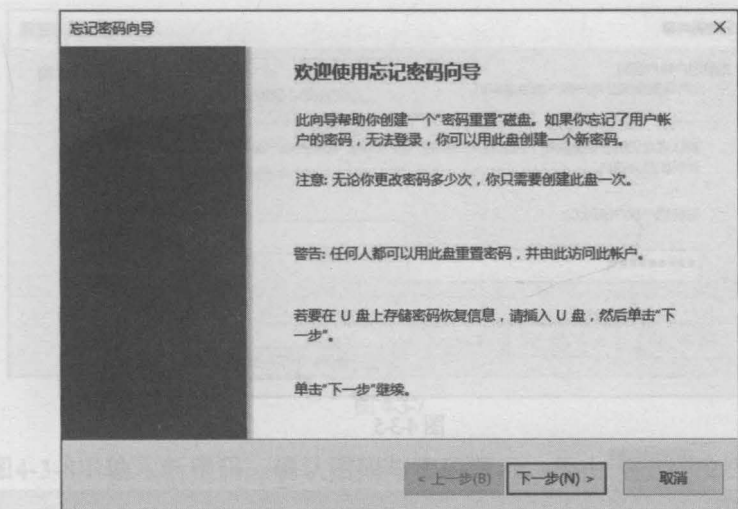 忘记密码向导
欢迎使用忘记密码向导
此向导帮助你创建一个"密码重置"磁盘。如果你忘记了用户帐
户的密码，无法登录，你可以用此盘创建一个新密码。
注意: 无论你更改密码多少次，你只需要创建此盘一次。
警告: 任何人都可以用此盘重置密码，并由此访问此帐户。
若要在 U 盘上存储密码恢复信息，请插入 U 盘，然后单击"下
一步"。
单击"下一步"继续。
< 上一步(B)
下一步(N) >
取消